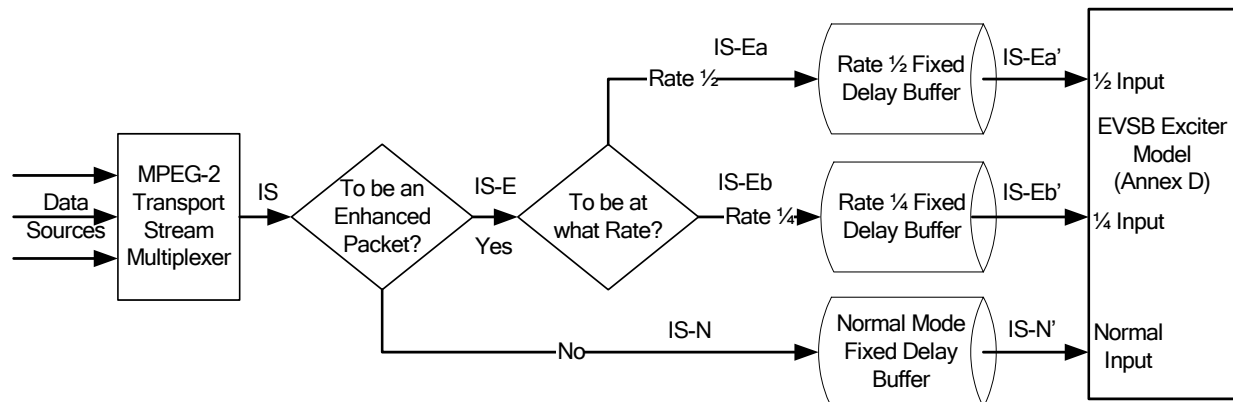 Data
Sources
MPEG-2
Transport
Stream
Multiplexer
IS
To be an
Enhanced
Packet?
IS-E
Yes
To be at
what Rate?
IS-Ea
Rate ½
Rate ½ Fixed
Delay Buffer
IS-Ea’
½ Input
IS-Eb
Rate ¼
Rate ¼ Fixed
Delay Buffer
IS-Eb’
¼ Input
EVSB Exciter
Model
(Annex D)
No
IS-N
Normal Mode
Fixed Delay
Buffer
IS-N’
Normal
Input